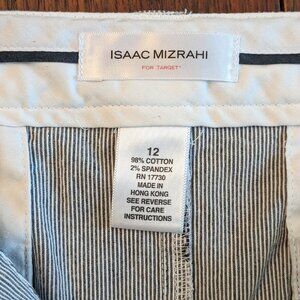 ISAAC MIZRAHI
FOR TARGET
12
98% COTTON
2% SPANDEX
RN 17730
MADE IN
HONG KONG
SEE REVERSE
FOR CARE
INSTRUCTIONS